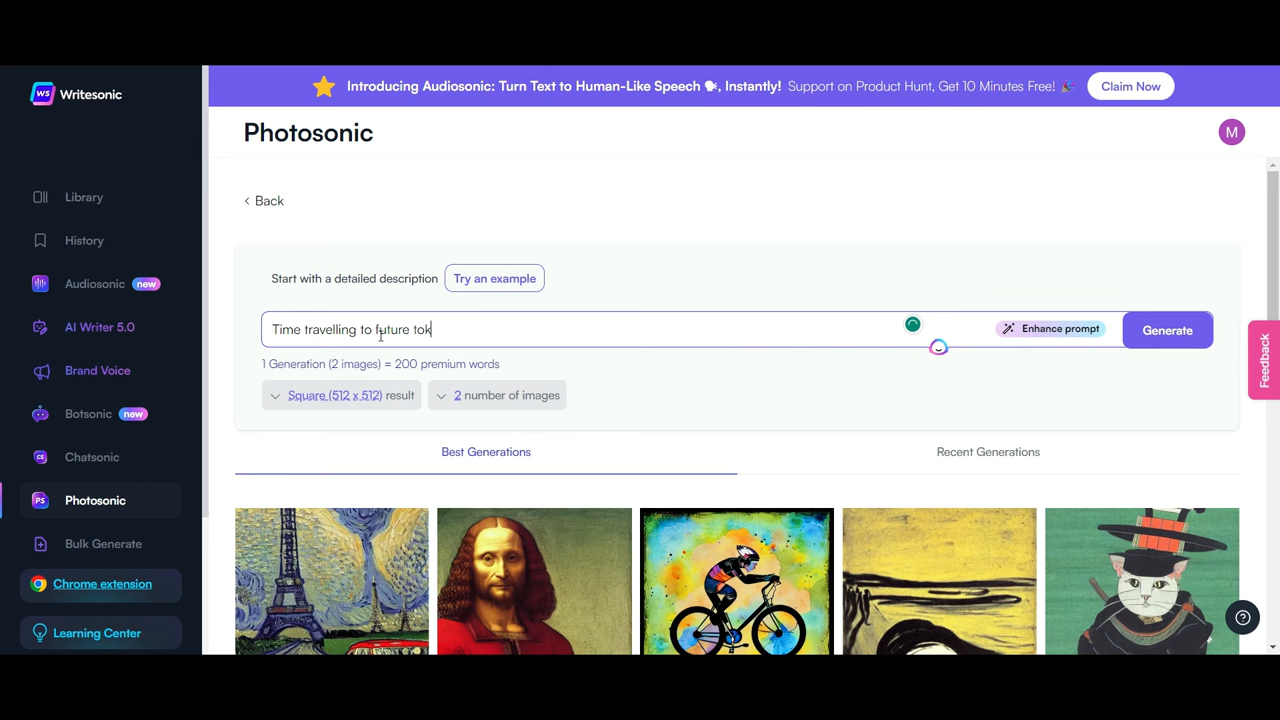 Writesonic
Introducing Audiosonic: Turn Text to Human-Like Speech 🗣️, Instantly! Support on Product Hunt, Get 10 Minutes Free! 🎉
Claim Now
Photosonic
M
Library
History
Audiosonic new
AI Writer 5.0
Brand Voice
Botsonic new
Chatsonic
Photosonic
Bulk Generate
Chrome extension
Learning Center
< Back
Start with a detailed description Try an example
Time travelling to future tok
Enhance prompt
Generate
1 Generation (2 images) = 200 premium words
Square (512 x 512) result
2 number of images
Best Generations
Recent Generations
Feedback